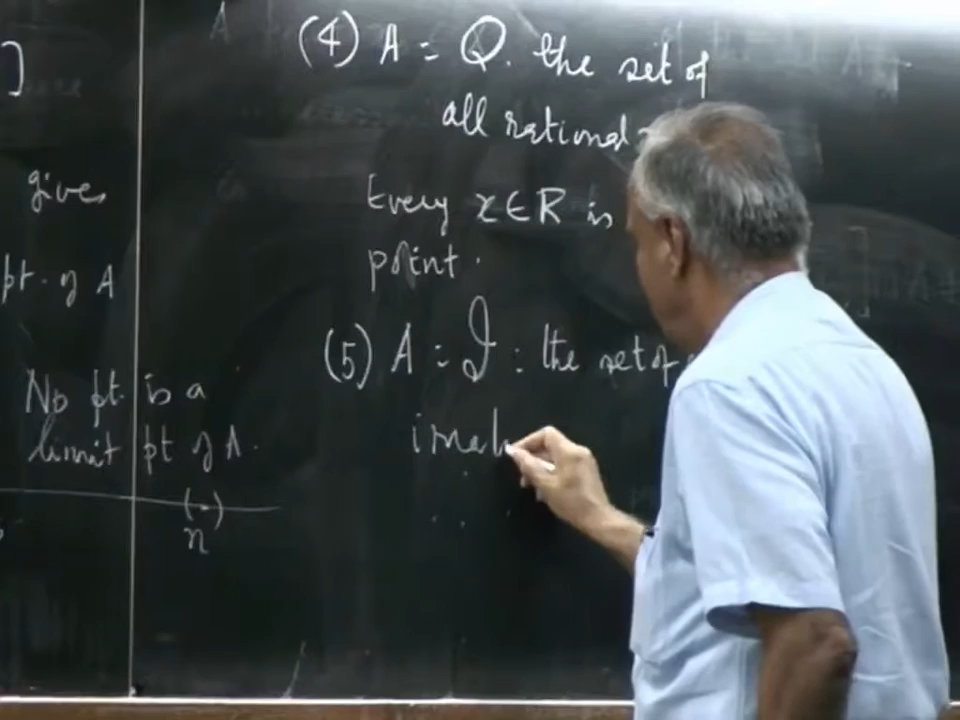 ]
gives
pt. of A
No pt. is a
limit pt of A.
( )
n
(4) A = Q. the set of
all rational
Every x ∈ R is
point.
(5) A = I : the set of
irrat